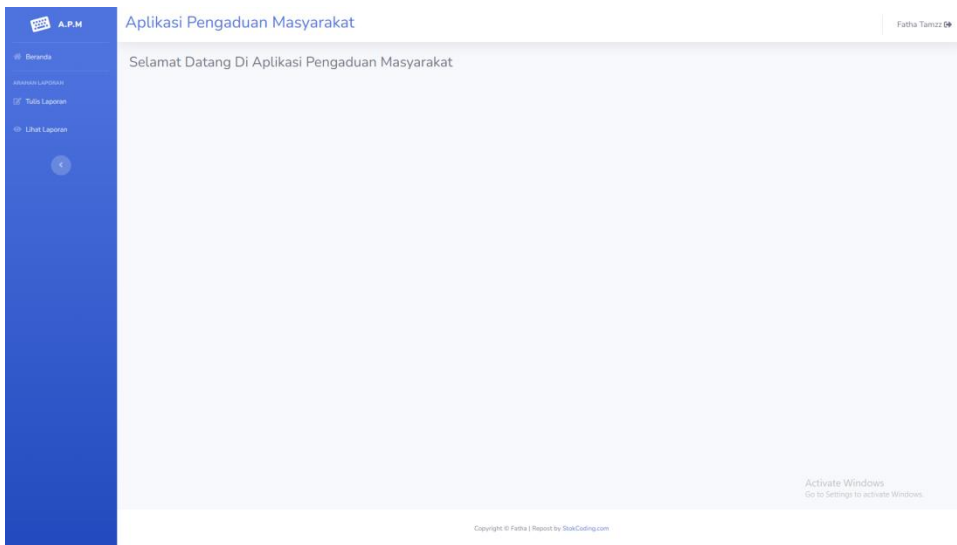 A.P.M
Aplikasi Pengaduan Masyarakat
Fatha Tamzz
Beranda
Selamat Datang Di Aplikasi Pengaduan Masyarakat
LAPORAN
Tulis Laporan
Lihat Laporan
Activate Windows
Go to Settings to activate Windows.
Copyright © Fatha | Repost by StokCoding.com